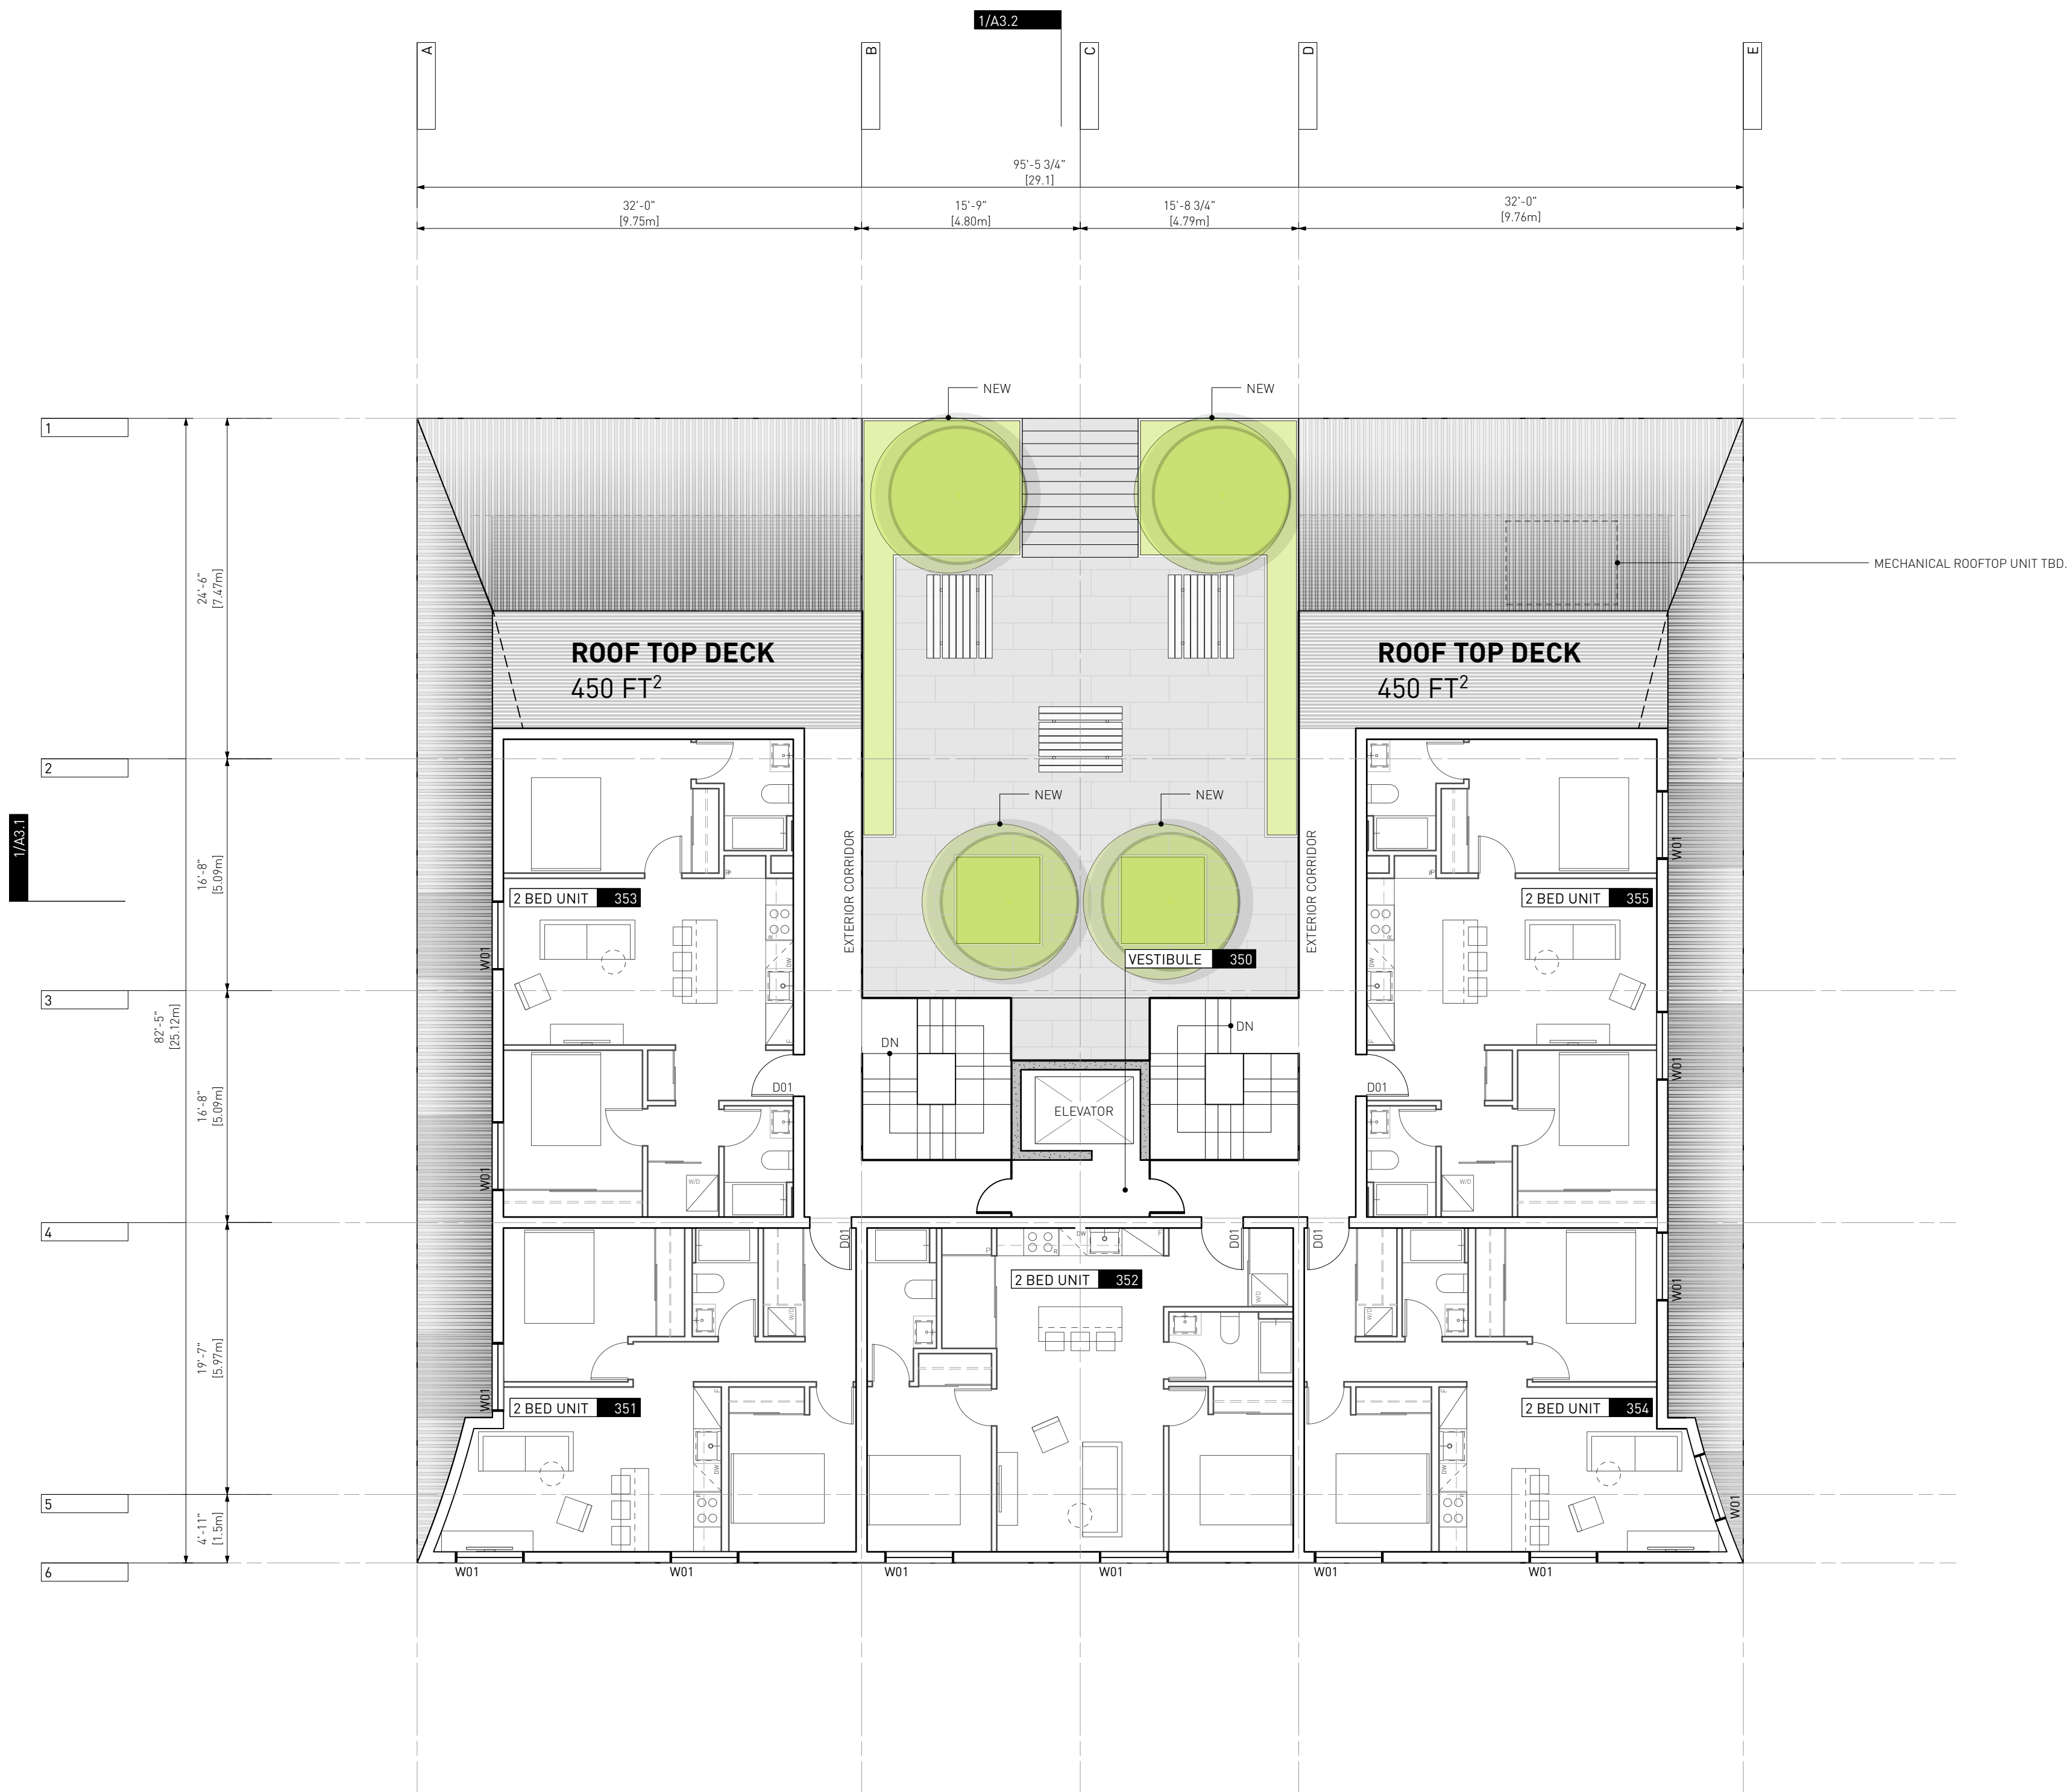 1/A3.2
A
B
C
D
E
95'-5 3/4"
[29.1]
32'-0"
[9.75m]
15'-9"
[4.80m]
15'-8 3/4"
[4.79m]
32'-0"
[9.76m]
NEW
NEW
1
24'-6"
[7.47m]
MECHANICAL ROOFTOP UNIT TBD.
ROOF TOP DECK
450 FT²
ROOF TOP DECK
450 FT²
2
NEW
NEW
1/A3.1
16'-8"
[5.09m]
EXTERIOR CORRIDOR
EXTERIOR CORRIDOR
W01
P
P
2 BED UNIT 353
2 BED UNIT 355
R
R
W01
DW
DW
VESTIBULE 350
3
82'-5"
[25.12m]
DN
DN
F
F
W01
16'-8"
[5.09m]
D01
D01
ELEVATOR
W01
W/D
W/D
4
D01
D01
D01
DW
R
F
P
2 BED UNIT 352
W01
W/D
W/D
W/D
19'-7"
[5.97m]
W01
F
F
2 BED UNIT 351
2 BED UNIT 354
DW
DW
5
R
R
W01
4'-11"
[1.5m]
6
W01
W01
W01
W01
W01
W01